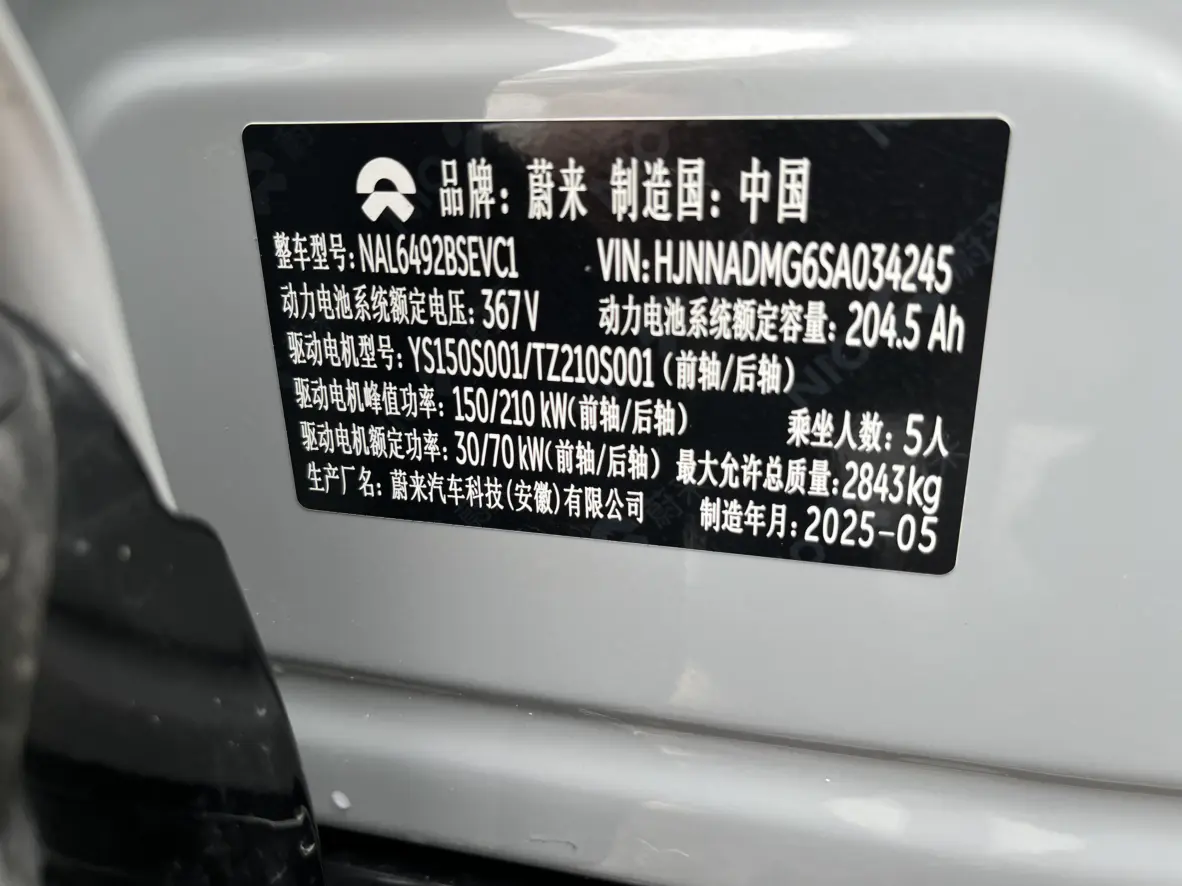 品牌：蔚来 制造国：中国
整车型号：NAL6492BSEVC1 VIN：HJNNADMG6SA034245
动力电池系统额定电压：367V 动力电池系统额定容量：204.5 Ah
驱动电机型号：YS150S001/TZ210S001（前轴/后轴）
驱动电机峰值功率：150/210 kW(前轴/后轴) 乘坐人数：5人
驱动电机额定功率：30/70 kW(前轴/后轴) 最大允许总质量：2843kg
生产厂名：蔚来汽车科技(安徽)有限公司 制造年月：2025-05